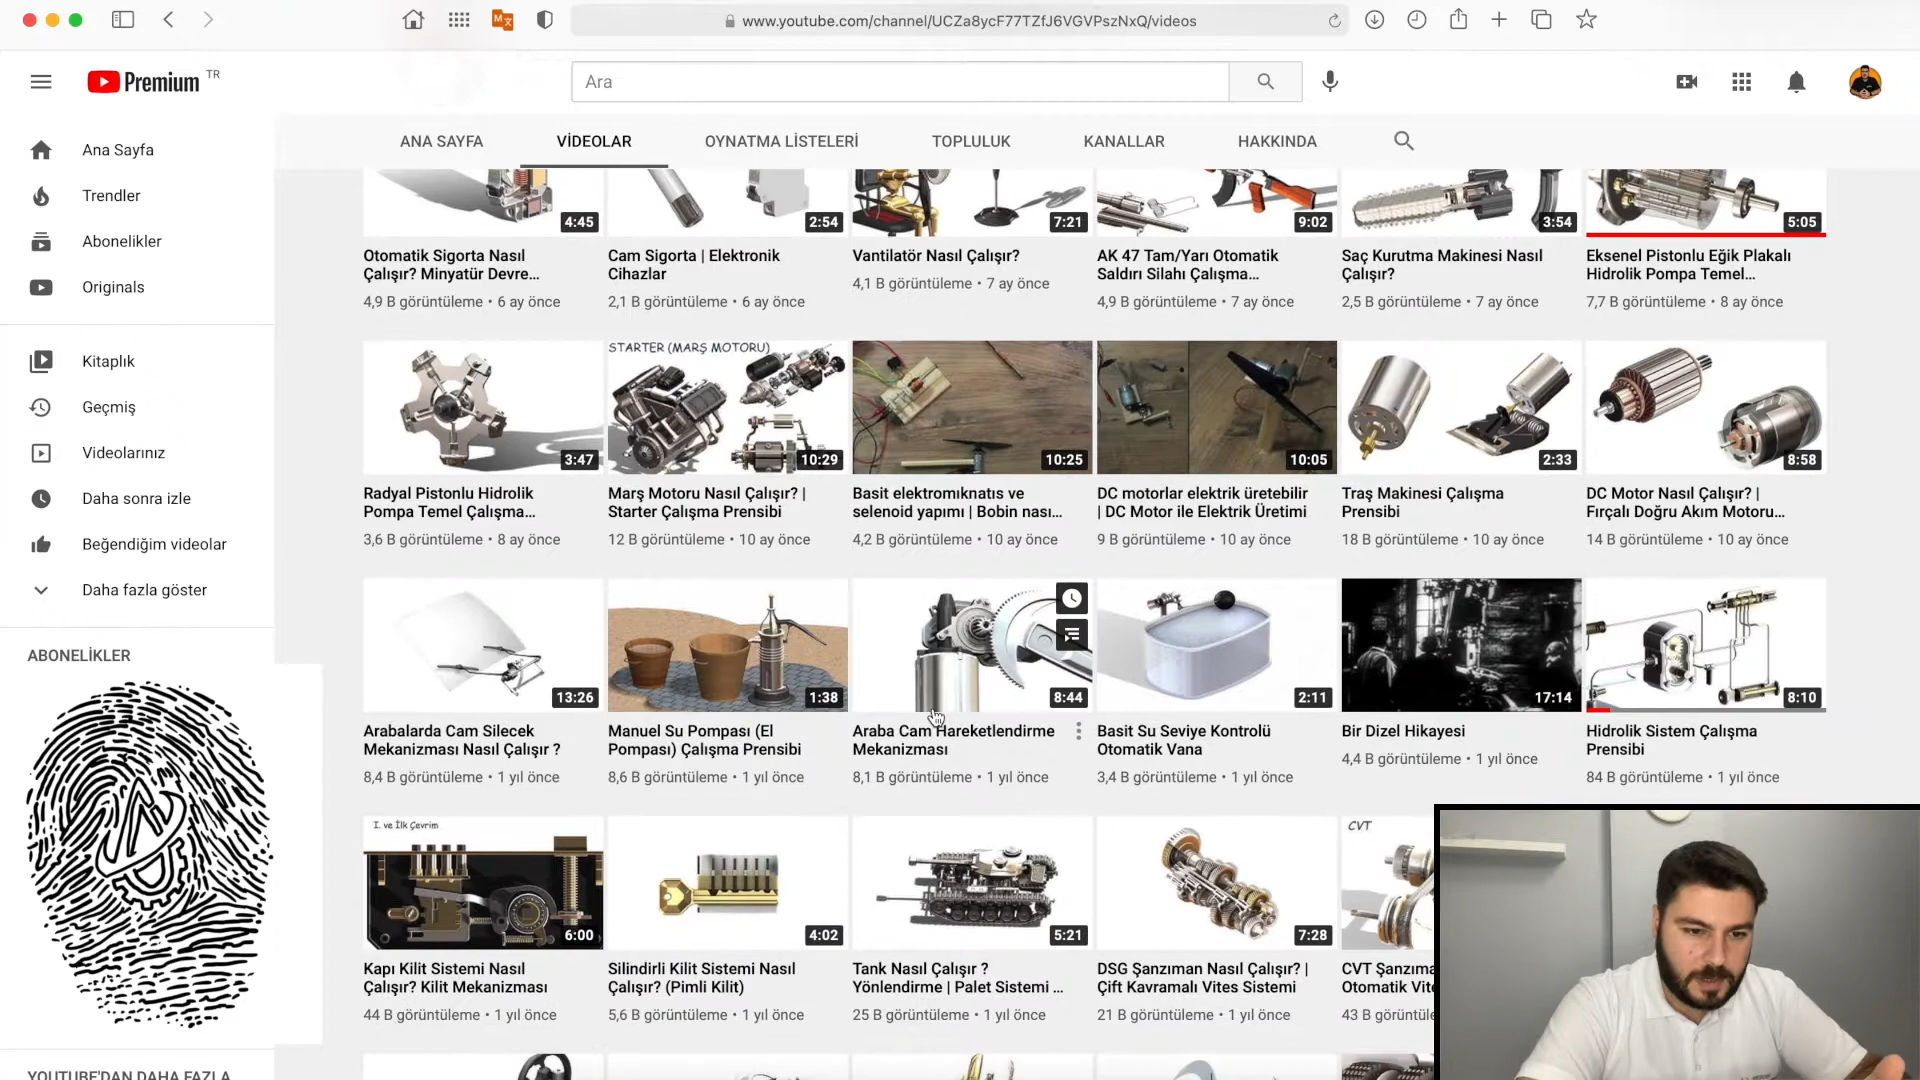 www.youtube.com/channel/UCZa8ycF77TZfJ6VGVPszNxQ/videos
Premium TR
Ara
Ana Sayfa
Trendler
Abonelikler
Originals
Kitaplık
Geçmiş
Videolarınız
Daha sonra izle
Beğendiğim videolar
Daha fazla göster
ABONELİKLER
YOUTUBE'DAN DAHA FAZLA
ANA SAYFA VİDEOLAR OYNATMA LİSTELERİ TOPLULUK KANALLAR HAKKINDA
4:45
Otomatik Sigorta Nasıl
Çalışır? Minyatür Devre...
4,9 B görüntüleme • 6 ay önce
2:54
Cam Sigorta | Elektronik
Cihazlar
2,1 B görüntüleme • 6 ay önce
7:21
Vantilatör Nasıl Çalışır?
4,1 B görüntüleme • 7 ay önce
9:02
AK 47 Tam/Yarı Otomatik
Saldırı Silahı Çalışma...
4,9 B görüntüleme • 7 ay önce
3:54
Saç Kurutma Makinesi Nasıl
Çalışır?
2,5 B görüntüleme • 7 ay önce
5:05
Eksenel Pistonlu Eğik Plakalı
Hidrolik Pompa Temel...
7,7 B görüntüleme • 8 ay önce
3:47
Radyal Pistonlu Hidrolik
Pompa Temel Çalışma...
3,6 B görüntüleme • 8 ay önce
STARTER (MARŞ MOTORU)
10:29
Marş Motoru Nasıl Çalışır? |
Starter Çalışma Prensibi
12 B görüntüleme • 10 ay önce
10:25
Basit elektromıknatıs ve
selenoid yapımı | Bobin nası...
4,2 B görüntüleme • 10 ay önce
10:05
DC motorlar elektrik üretebilir
| DC Motor ile Elektrik Üretimi
9 B görüntüleme • 10 ay önce
2:33
Traş Makinesi Çalışma
Prensibi
18 B görüntüleme • 10 ay önce
8:58
DC Motor Nasıl Çalışır? |
Fırçalı Doğru Akım Motoru...
14 B görüntüleme • 10 ay önce
13:26
Arabalarda Cam Silecek
Mekanizması Nasıl Çalışır ?
8,4 B görüntüleme • 1 yıl önce
1:38
Manuel Su Pompası (El
Pompası) Çalışma Prensibi
8,6 B görüntüleme • 1 yıl önce
8:44
Araba Cam Hareketlendirme
Mekanizması
8,1 B görüntüleme • 1 yıl önce
2:11
Basit Su Seviye Kontrolü
Otomatik Vana
3,4 B görüntüleme • 1 yıl önce
17:14
Bir Dizel Hikayesi
4,4 B görüntüleme • 1 yıl önce
8:10
Hidrolik Sistem Çalışma
Prensibi
84 B görüntüleme • 1 yıl önce
I. ve İlk Çevrim
6:00
Kapı Kilit Sistemi Nasıl
Çalışır? Kilit Mekanizması
44 B görüntüleme • 1 yıl önce
4:02
Silindirli Kilit Sistemi Nasıl
Çalışır? (Pimli Kilit)
5,6 B görüntüleme • 1 yıl önce
5:21
Tank Nasıl Çalışır ?
Yönlendirme | Palet Sistemi ...
25 B görüntüleme • 1 yıl önce
7:28
DSG Şanzıman Nasıl Çalışır? |
Çift Kavramalı Vites Sistemi
21 B görüntüleme • 1 yıl önce
CVT
CVT Şanzıma
Otomatik Vite
43 B görüntüle